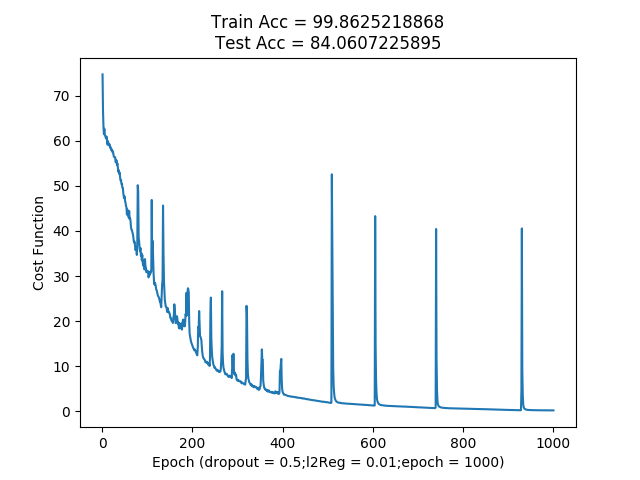 Train Acc = 99.8625218868
Test Acc = 84.0607225895
70
60
50
40
30
20
10
0
Cost Function
0 200 400 600 800 1000
Epoch (dropout = 0.5;l2Reg = 0.01;epoch = 1000)